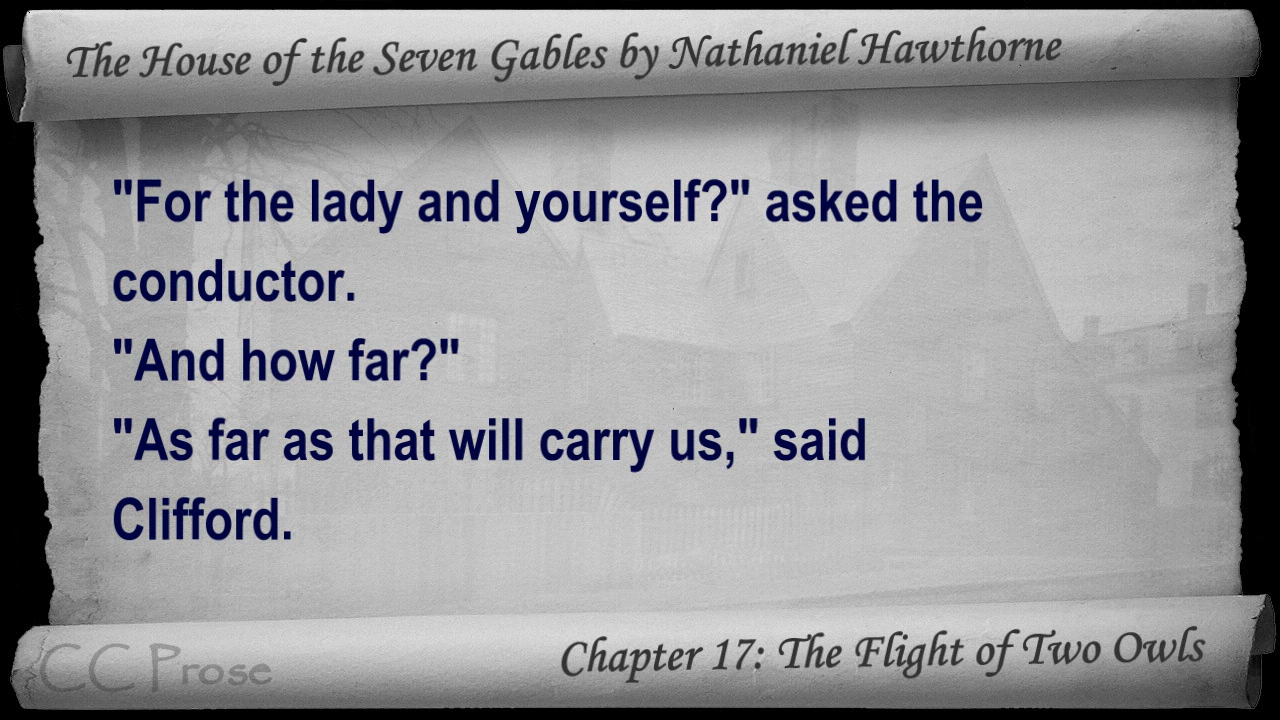 The House of the Seven Gables by Nathaniel Hawthorne
"For the lady and yourself?" asked the
conductor.
"And how far?"
"As far as that will carry us," said
Clifford.
CC Prose
Chapter 17: The Flight of Two Owls